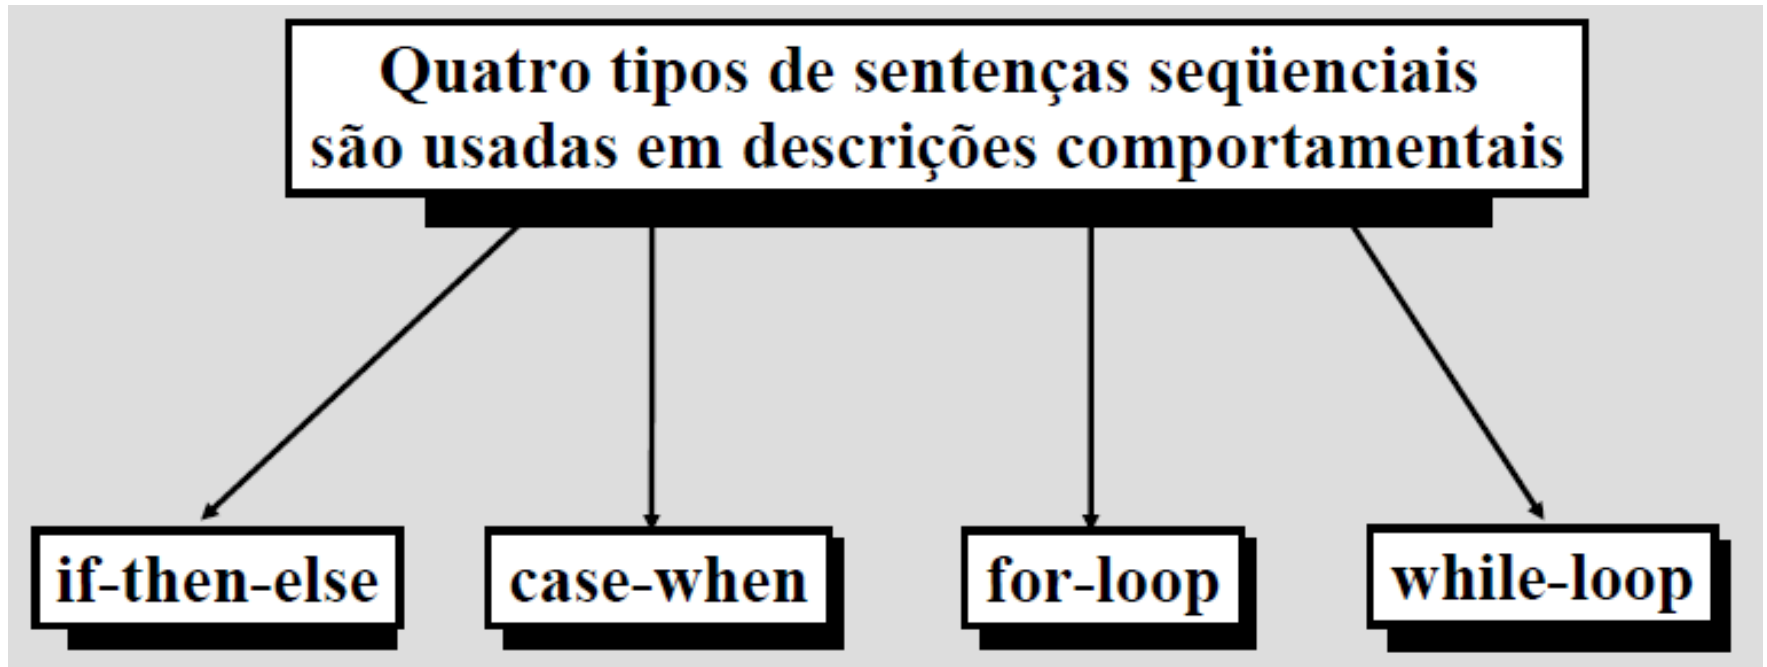 Quatro tipos de sentenças seqüenciais
são usadas em descrições comportamentais
if-then-else
case-when
for-loop
while-loop